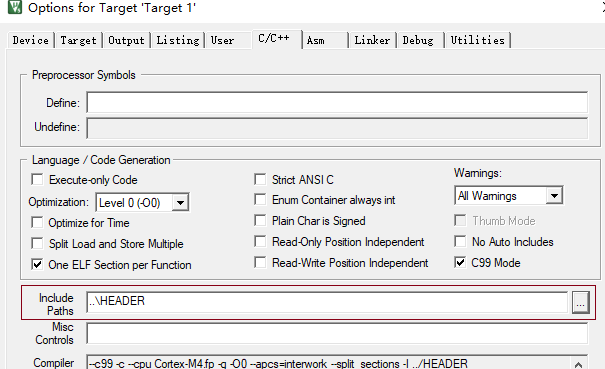 Options for Target 'Target 1'
Device Target Output Listing User C/C++ Asm Linker Debug Utilities
Preprocessor Symbols
Define:
Undefine:
Language / Code Generation
Execute-only Code
Strict ANSI C
Warnings:
Optimization: Level 0 (-O0)
Enum Container always int
All Warnings
Optimize for Time
Plain Char is Signed
Thumb Mode
Split Load and Store Multiple
Read-Only Position Independent
No Auto Includes
One ELF Section per Function
Read-Write Position Independent
C99 Mode
Include
Paths
..\HEADER
...
Misc
Controls
Compiler
--c99 -c --cpu Cortex-M4.fp -g -O0 --apcs=interwork --split_sections -I ../HEADER